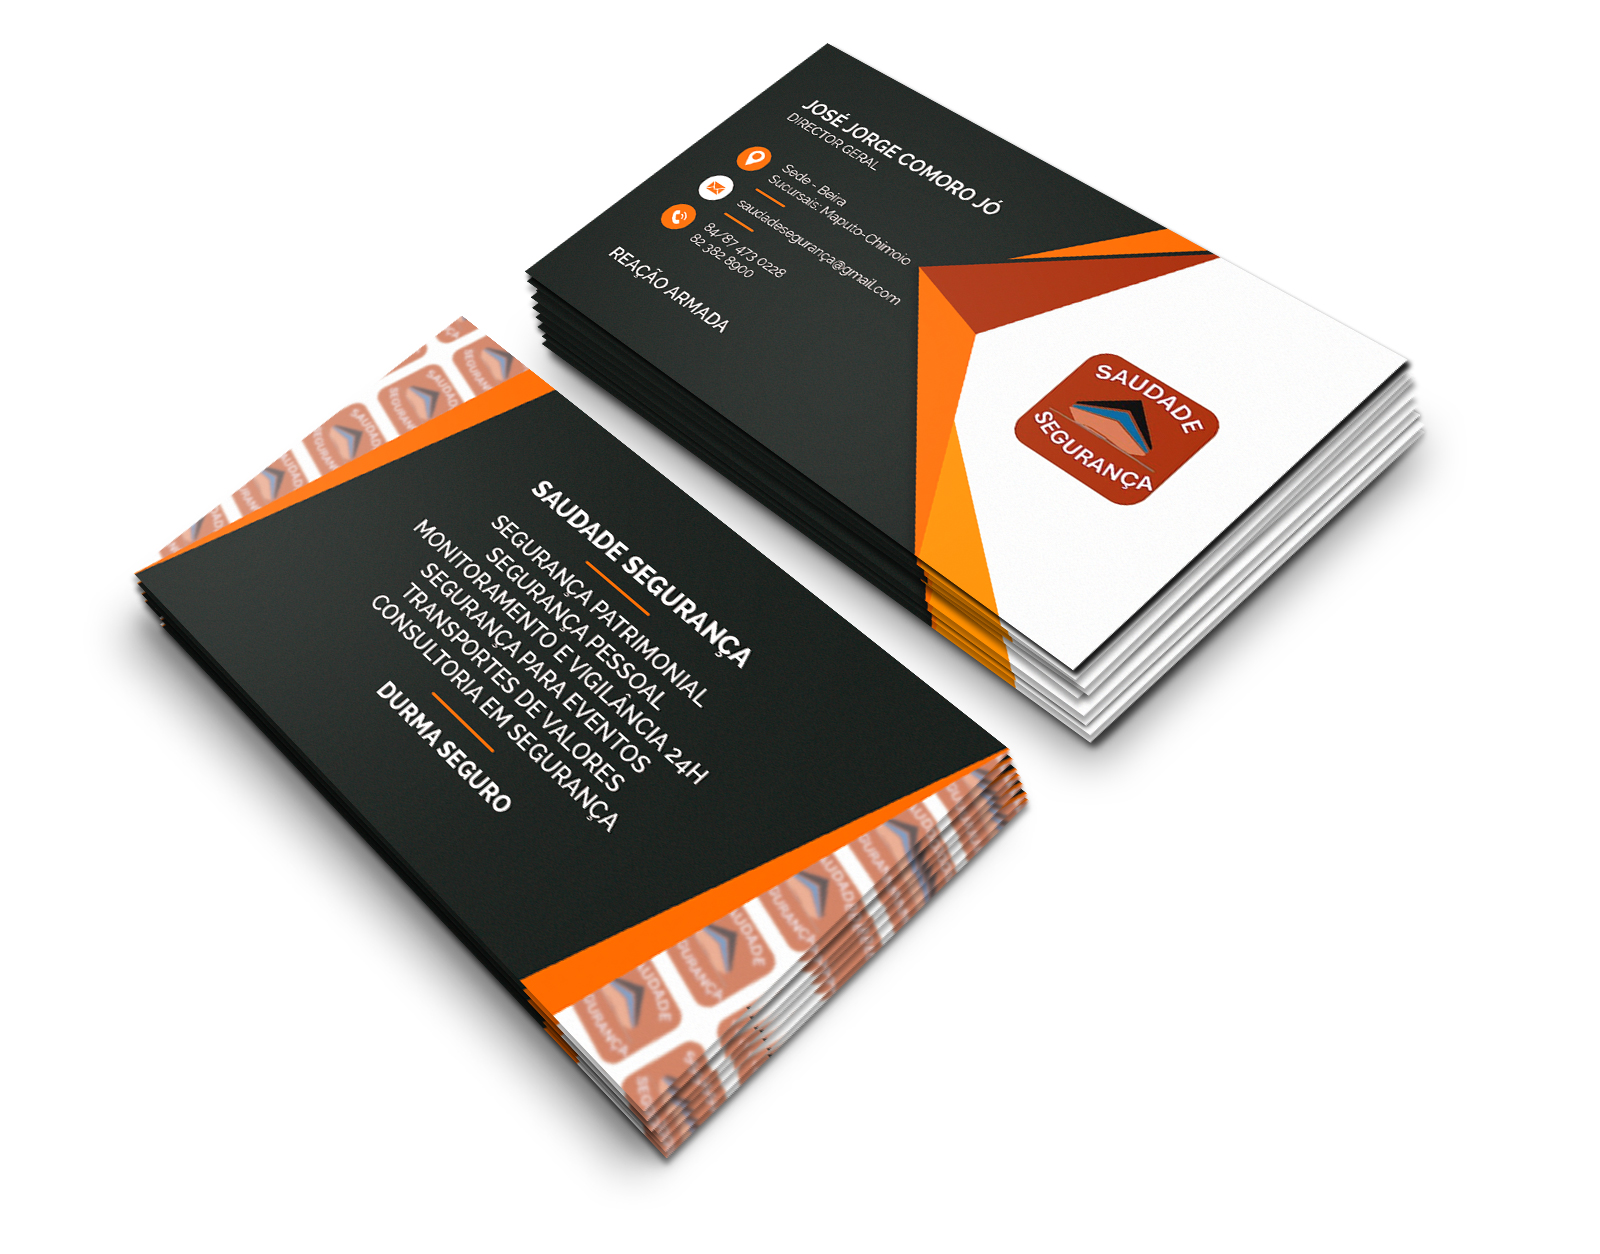 JOSÉ JORGE COMORO JÓ
DIRECTOR GERAL
Sede - Beira
Sucursais: Maputo-Chimoio
saudadesegurança@gmail.com
84/87 473 0228
82 382 8900
REAÇÃO ARMADA
SAUDADE
SEGURANÇA
SAUDADE SEGURANÇA
SEGURANÇA PATRIMONIAL
SEGURANÇA PESSOAL
MONITORAMENTO E VIGILÂNCIA 24H
SEGURANÇA PARA EVENTOS
TRANSPORTES DE VALORES
CONSULTORIA EM SEGURANÇA
DURMA SEGURO